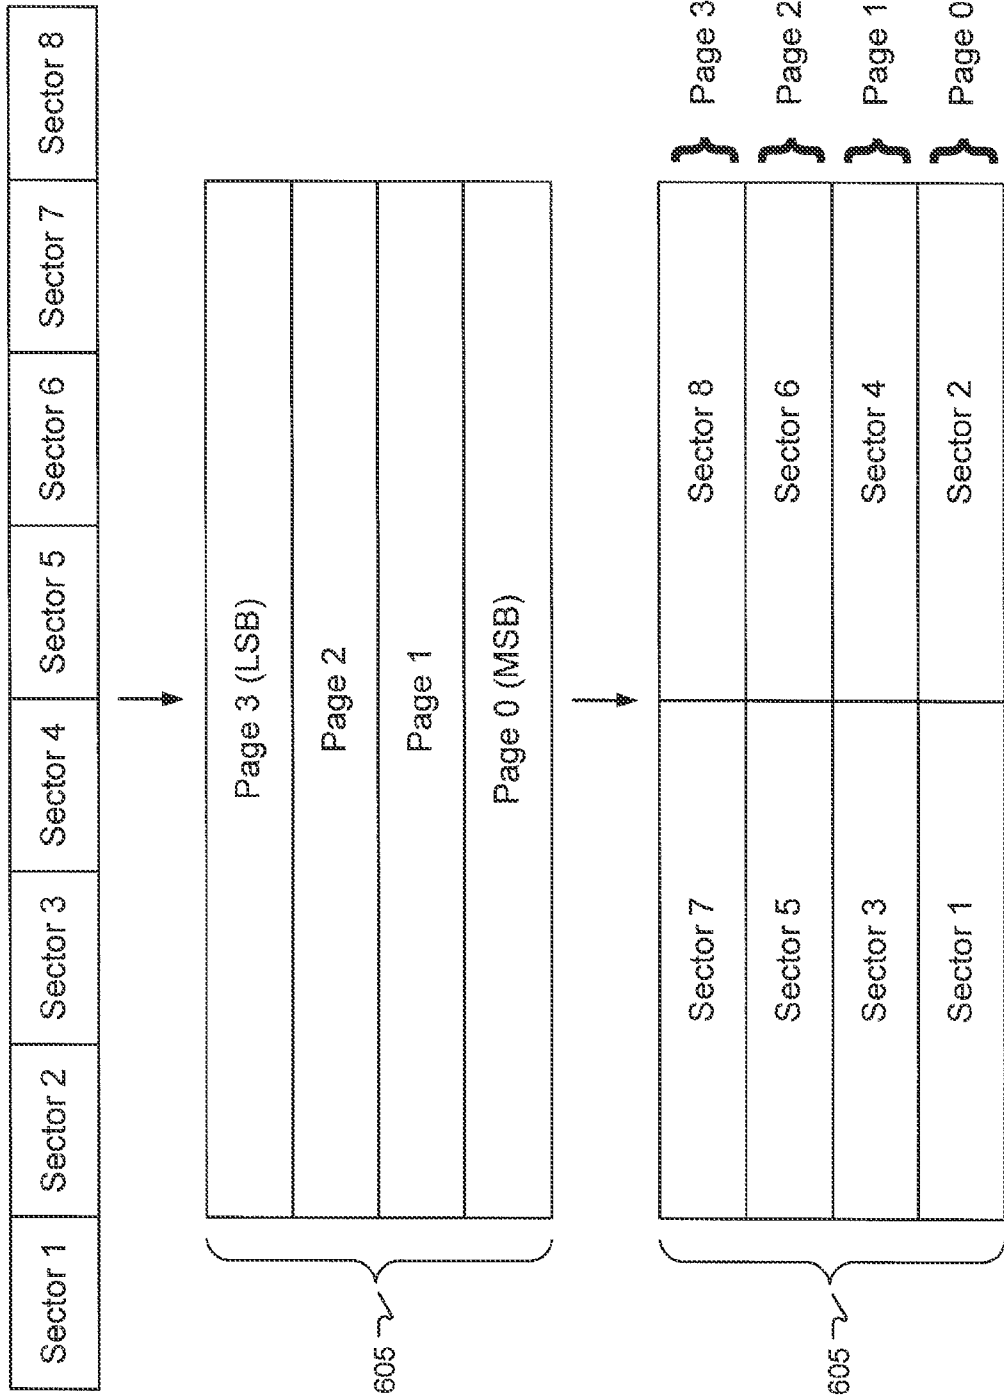 Sector 1 Sector 2 Sector 3 Sector 4 Sector 5 Sector 6 Sector 7 Sector 8
605
Page 3 (LSB)
Page 2
Page 1
Page 0 (MSB)
605
Sector 7 Sector 8 Page 3
Sector 5 Sector 6 Page 2
Sector 3 Sector 4 Page 1
Sector 1 Sector 2 Page 0